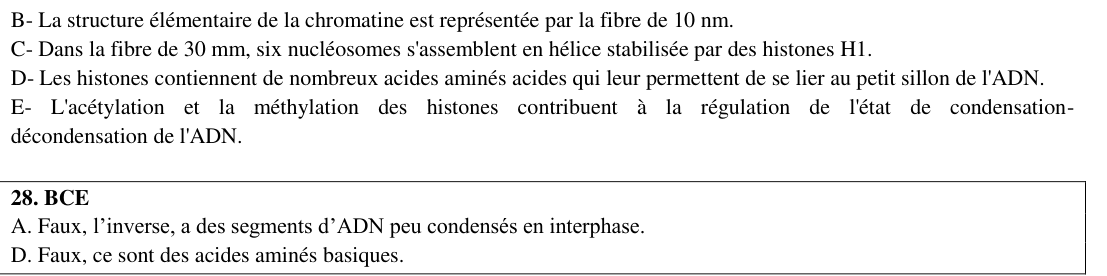 B- La structure élémentaire de la chromatine est représentée par la fibre de 10 nm.
C- Dans la fibre de 30 mm, six nucléosomes s'assemblent en hélice stabilisée par des histones H1.
D- Les histones contiennent de nombreux acides aminés acides qui leur permettent de se lier au petit sillon de l'ADN.
E- L'acétylation et la méthylation des histones contribuent à la régulation de l'état de condensation-
décondensation de l'ADN.
28. BCE
A. Faux, l’inverse, a des segments d’ADN peu condensés en interphase.
D. Faux, ce sont des acides aminés basiques.